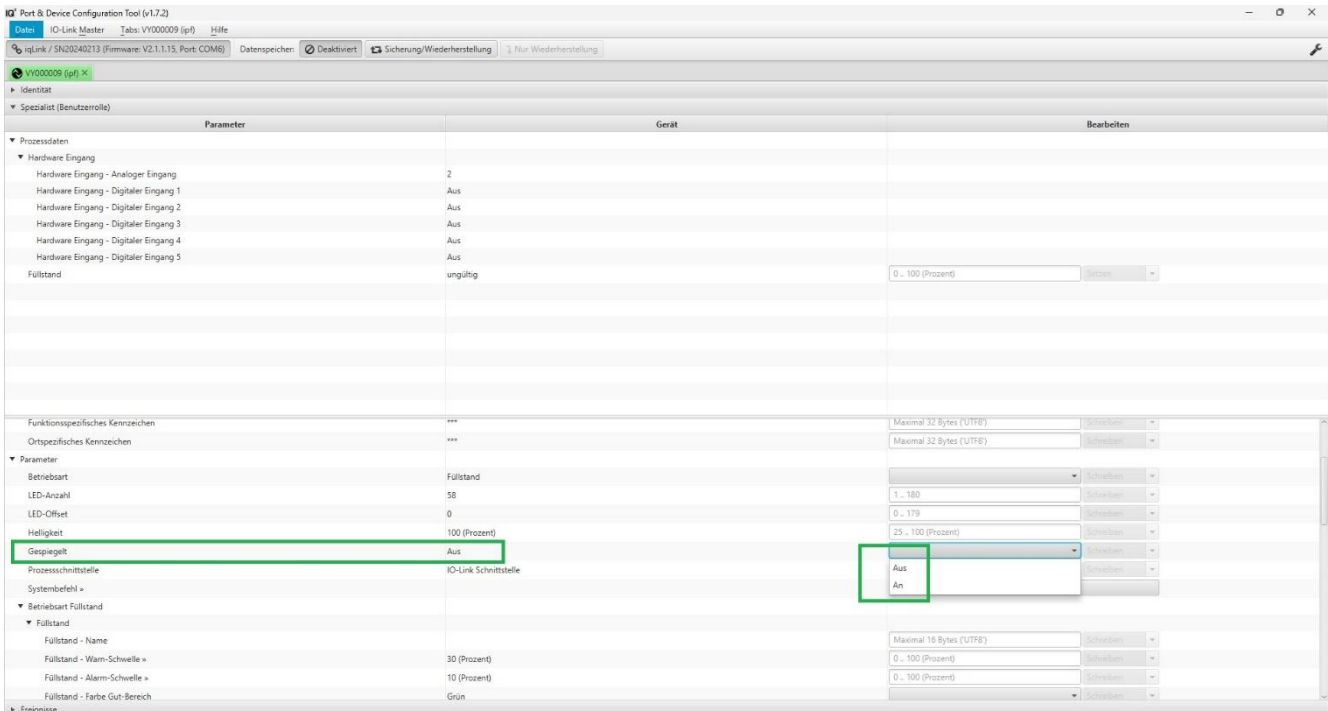 IQ² Port & Device Configuration Tool (v1.7.2)
Datei IO-Link Master Tabs: VY000009 (ipf) Hilfe
iqLink / SN20240213 (Firmware: V2.1.1.15, Port: COM6) Datenspeicher: Deaktiviert Sicherung/Wiederherstellung Nur Wiederherstellung
VY000009 (ipf) ×
Identität
Spezialist (Benutzerrolle)
Parameter Gerät Bearbeiten
Prozessdaten
Hardware Eingang
Hardware Eingang - Analoger Eingang 2
Hardware Eingang - Digitaler Eingang 1 Aus
Hardware Eingang - Digitaler Eingang 2 Aus
Hardware Eingang - Digitaler Eingang 3 Aus
Hardware Eingang - Digitaler Eingang 4 Aus
Hardware Eingang - Digitaler Eingang 5 Aus
Füllstand ungültig 0 .. 100 (Prozent) Setzen
Funktionsspezifisches Kennzeichen *** Maximal 32 Bytes ('UTF8') Schreiben
Ortspezifisches Kennzeichen *** Maximal 32 Bytes ('UTF8') Schreiben
Parameter
Betriebsart Füllstand Schreiben
LED-Anzahl 58 1 .. 180 Schreiben
LED-Offset 0 0 .. 179 Schreiben
Helligkeit 100 (Prozent) 25 .. 100 (Prozent) Schreiben
Gespiegelt Aus Schreiben
Prozessschnittstelle IO-Link Schnittstelle Aus Schreiben
Systembefehl » An
Betriebsart Füllstand
Füllstand
Füllstand - Name Maximal 16 Bytes ('UTF8') Schreiben
Füllstand - Warn-Schwelle » 30 (Prozent) 0 .. 100 (Prozent) Schreiben
Füllstand - Alarm-Schwelle » 10 (Prozent) 0 .. 100 (Prozent) Schreiben
Füllstand - Farbe Gut-Bereich Grün Schreiben
Ereignisse